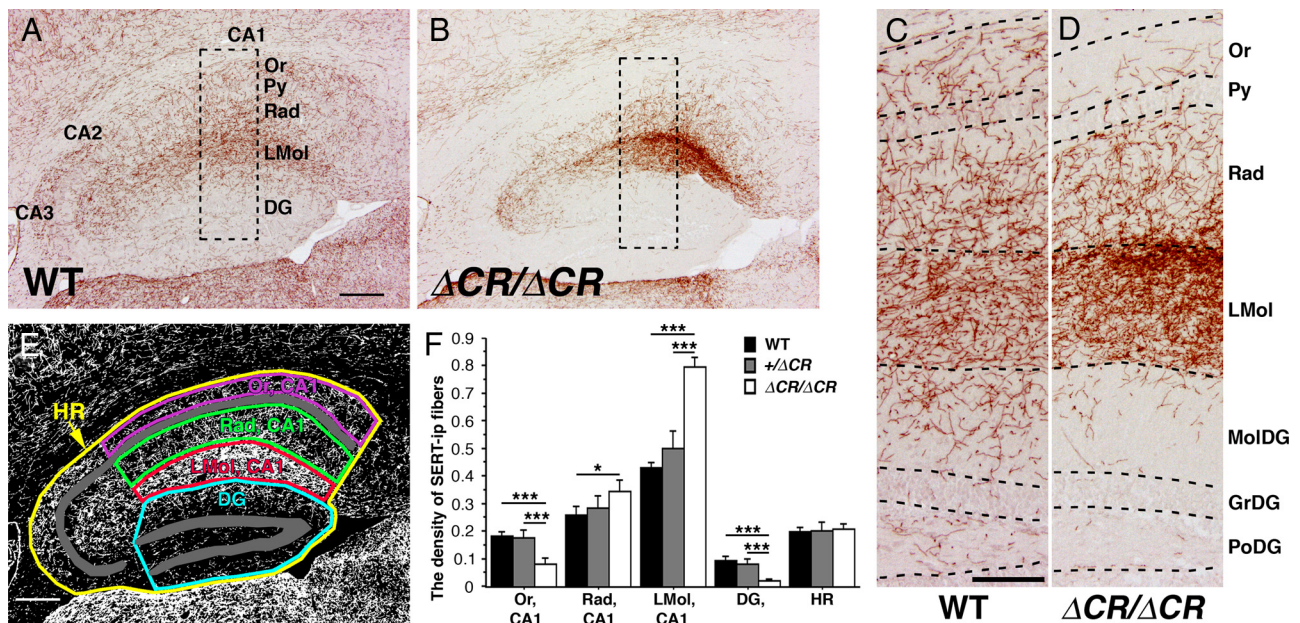 A
CA1
Or
Py
Rad
CA2
LMol
CA3
DG
WT
B
ΔCR/ΔCR
C
D
Or
Py
Rad
LMol
MolDG
GrDG
PoDG
WT
ΔCR/ΔCR
E
Or, CA1
HR
Rad, CA1
LMol, CA1
DG
F
The density of SERT-ip fibers
0.9
0.8
0.7
0.6
0.5
0.4
0.3
0.2
0.1
0
***
***
*
***
***
***
***
WT
+/ΔCR
ΔCR/ΔCR
Or, CA1
Rad, CA1
LMol, CA1
DG,
HR